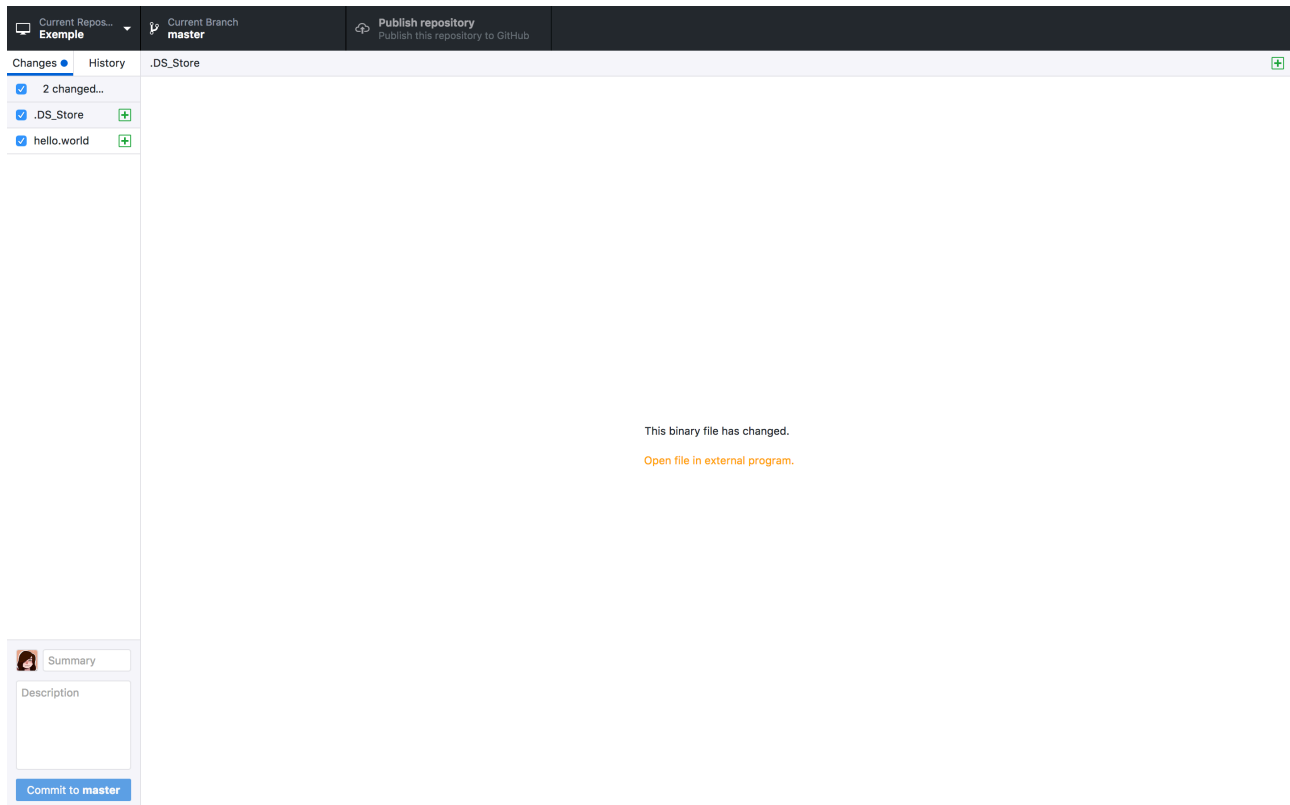 Current Repos...
Exemple
Current Branch
master
Publish repository
Publish this repository to GitHub
Changes
History
.DS_Store
2 changed...
.DS_Store
hello.world
This binary file has changed.
Open file in external program.
Summary
Description
Commit to master